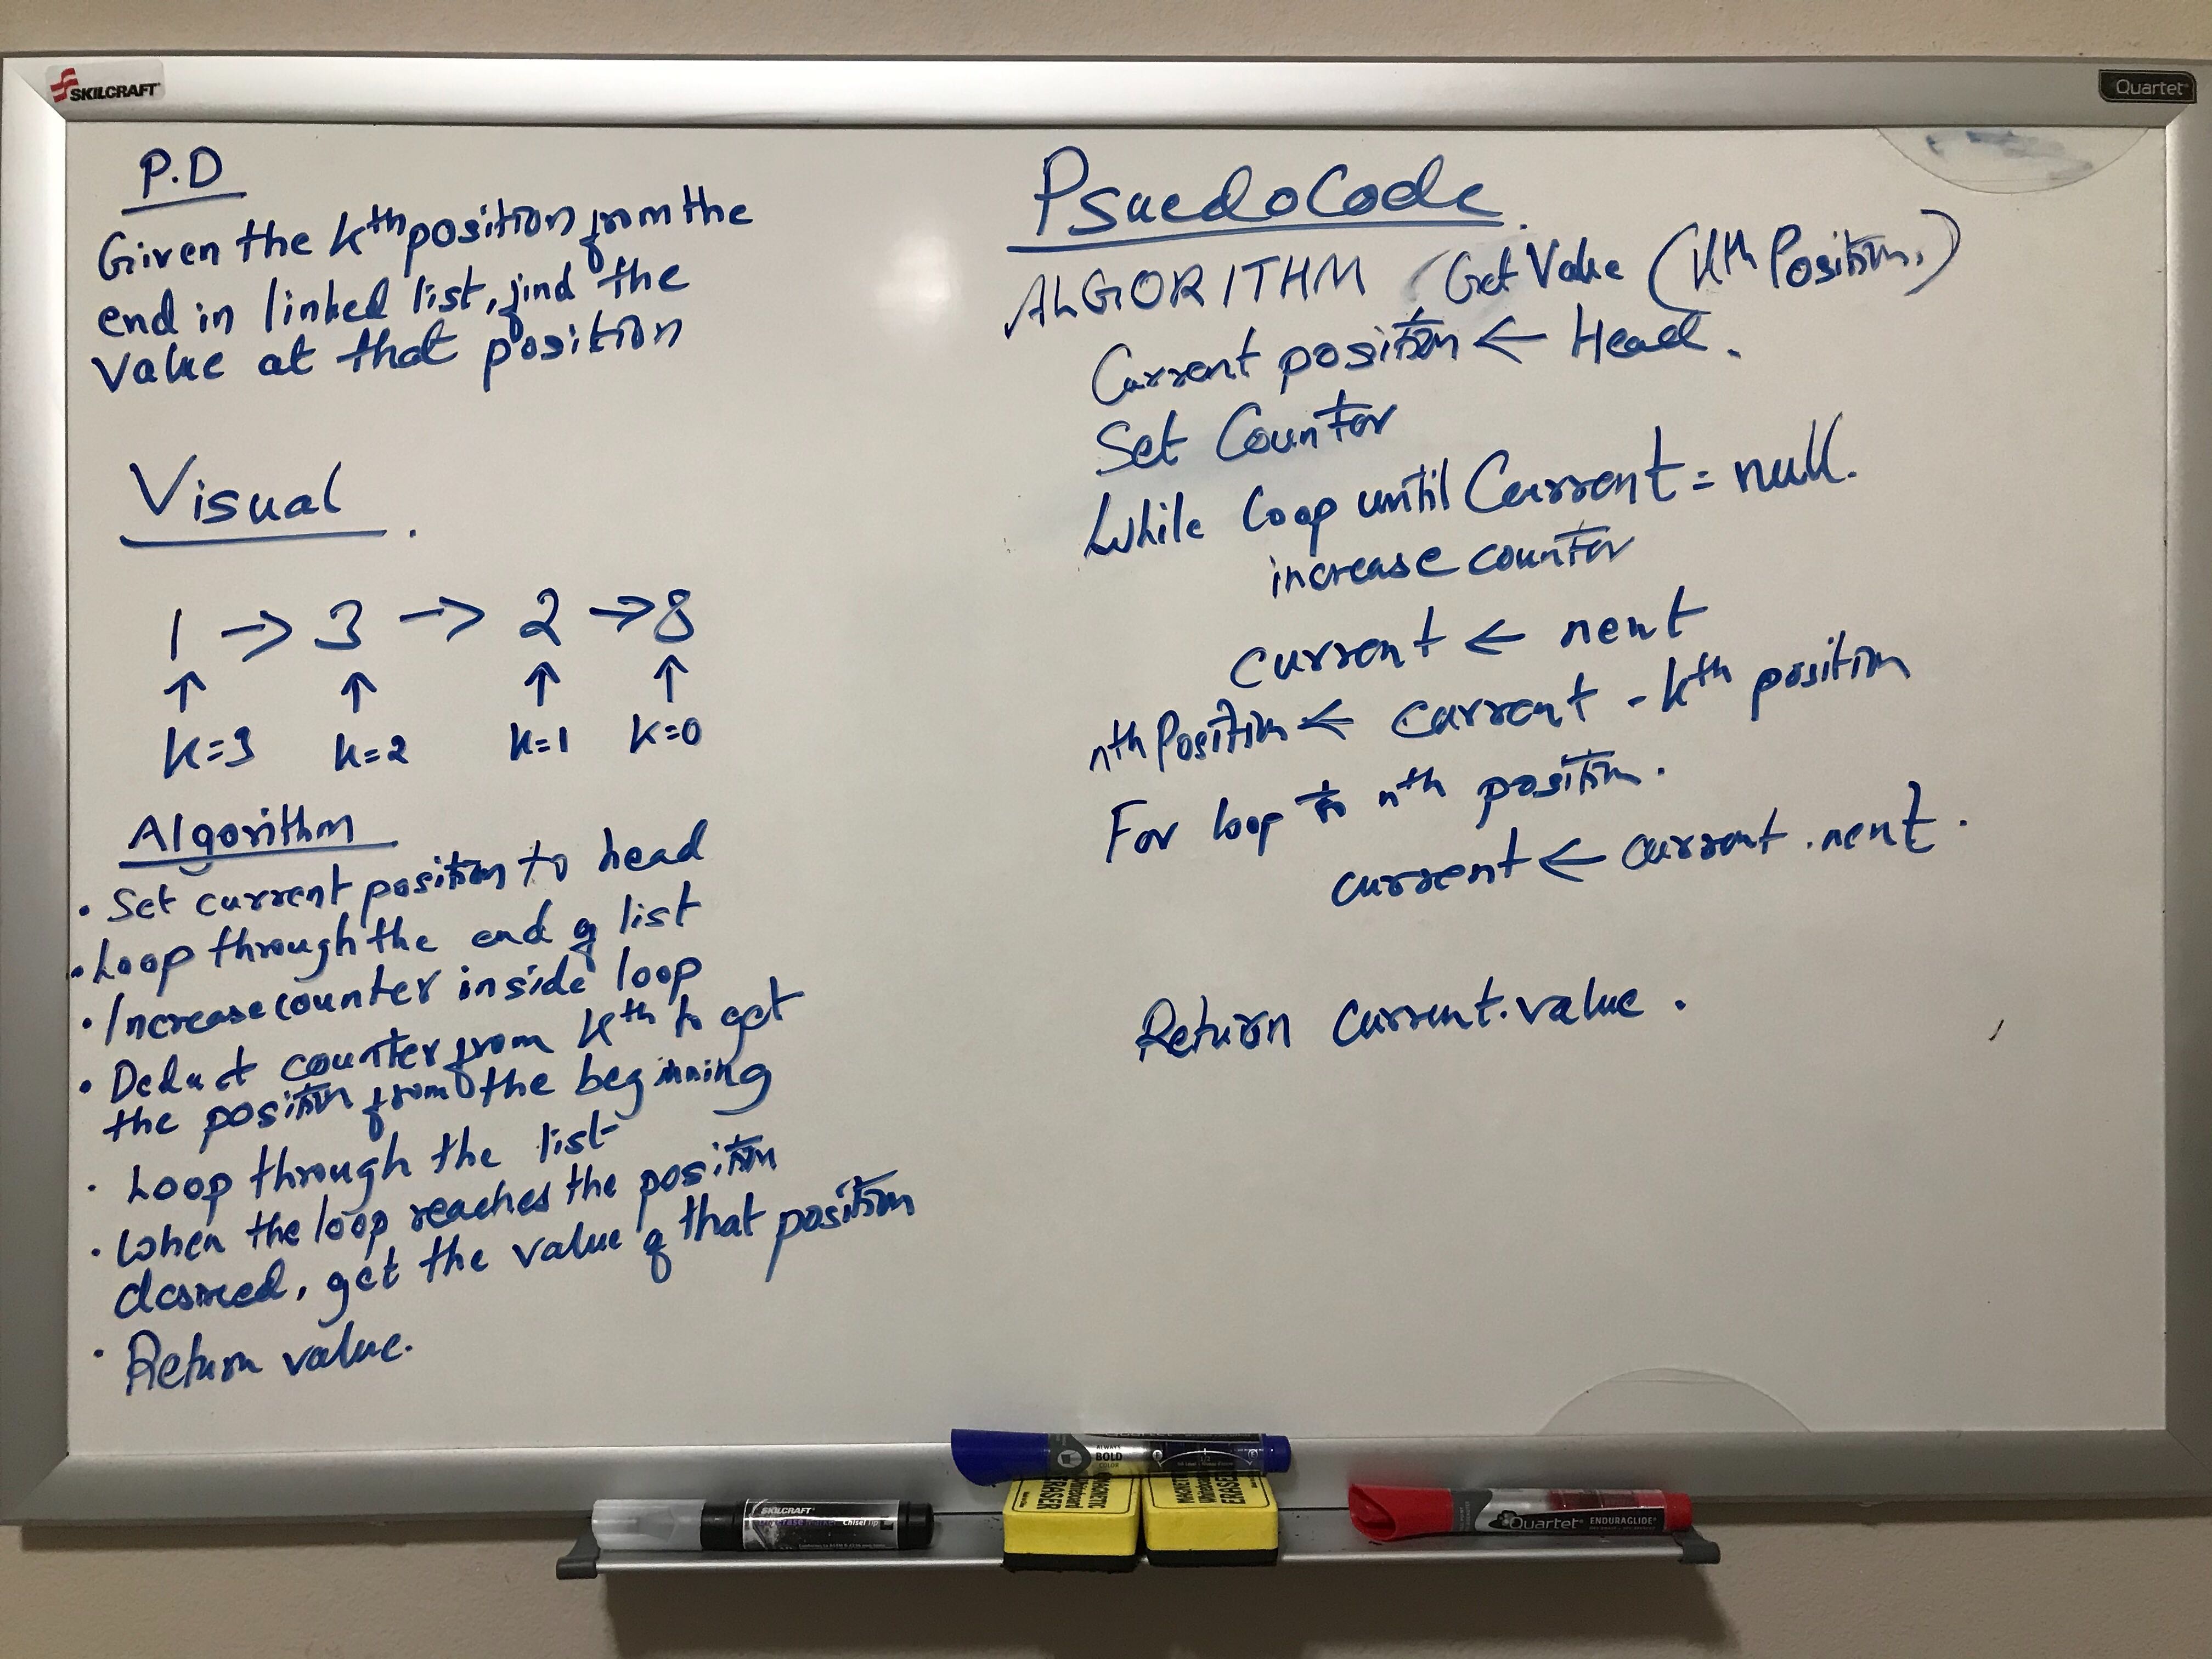 SKILCRAFT
Quartet
P.D
Given the kth position from the
end in linked list, find the
value at that position
Visual.
1 -> 3 -> 2 -> 8
↑ ↑ ↑ ↑
k=3 k=2 k=1 k=0
Algorithm
• Set current position to head
• Loop through the end of list
• Increase counter inside loop
• Deduct counter from kth to get
the position from the beginning
• Loop through the list
• When the loop reaches the position
desired, get the value of that position
• Return value.
PsuedoCode.
ALGORITHM Get Value (kth Position.)
Current position ← Head.
Set Counter
While loop until Current = null.
increase counter
current ← next
nth Position ← current - kth position
For loop to nth position.
current ← current.next.
Return current.value.
BOLD
COLOR
MAGNETIC
Whiteboard
ERASER
MAGNETIC
Whiteboard
ERASER
SKILCRAFT
Chisel Tip
Quartet ENDURAGLIDE